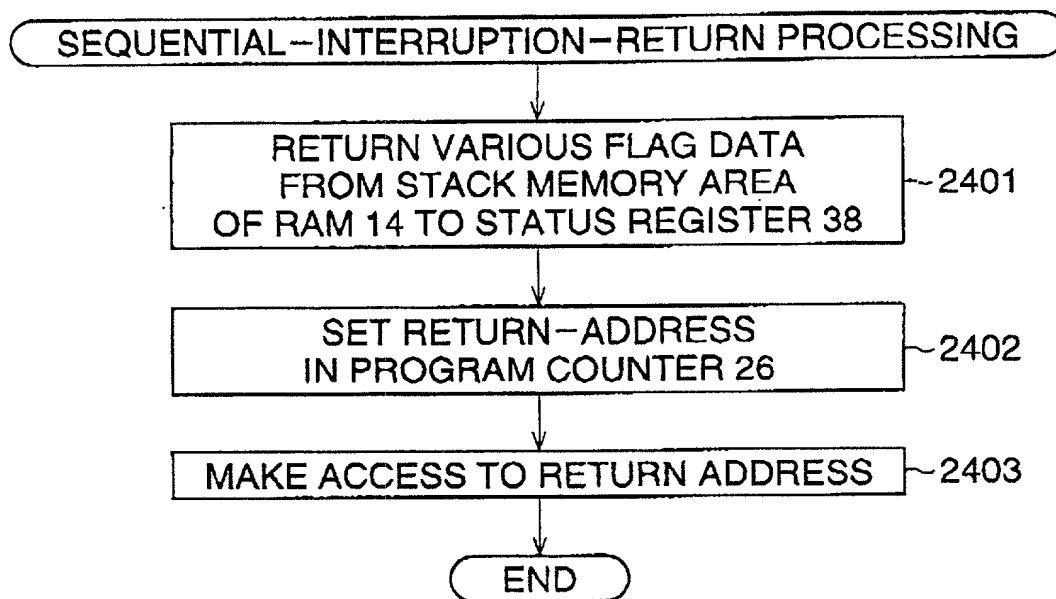 SEQUENTIAL-INTERRUPTION-RETURN PROCESSING
RETURN VARIOUS FLAG DATA
FROM STACK MEMORY AREA
OF RAM 14 TO STATUS REGISTER 38
2401
SET RETURN-ADDRESS
IN PROGRAM COUNTER 26
2402
MAKE ACCESS TO RETURN ADDRESS
2403
END